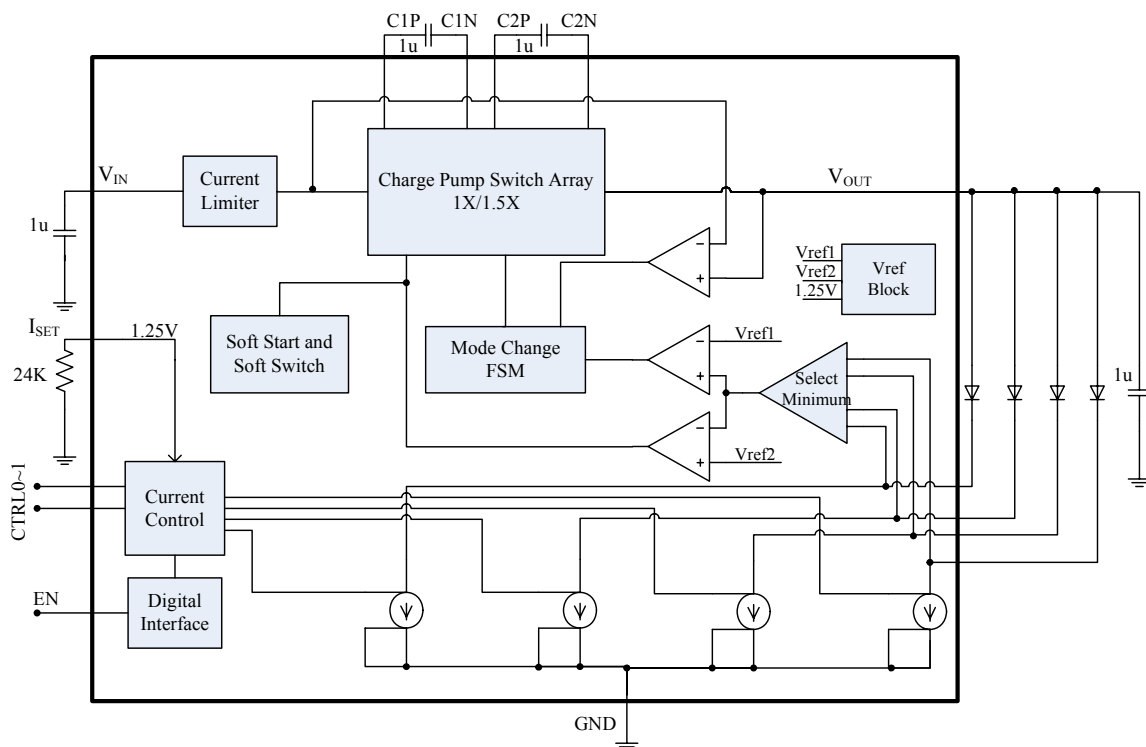 C1P C1N C2P C2N
1u 1u
VIN
Current
Limiter
Charge Pump Switch Array
1X/1.5X
VOUT
1u
Vref1
Vref2
1.25V
Vref
Block
ISET
1.25V
24K
Soft Start and
Soft Switch
Mode Change
FSM
-
+
-
+
Vref1
Select
Minimum
1u
-
+
Vref2
CTRL0~1
Current
Control
EN
Digital
Interface
GND